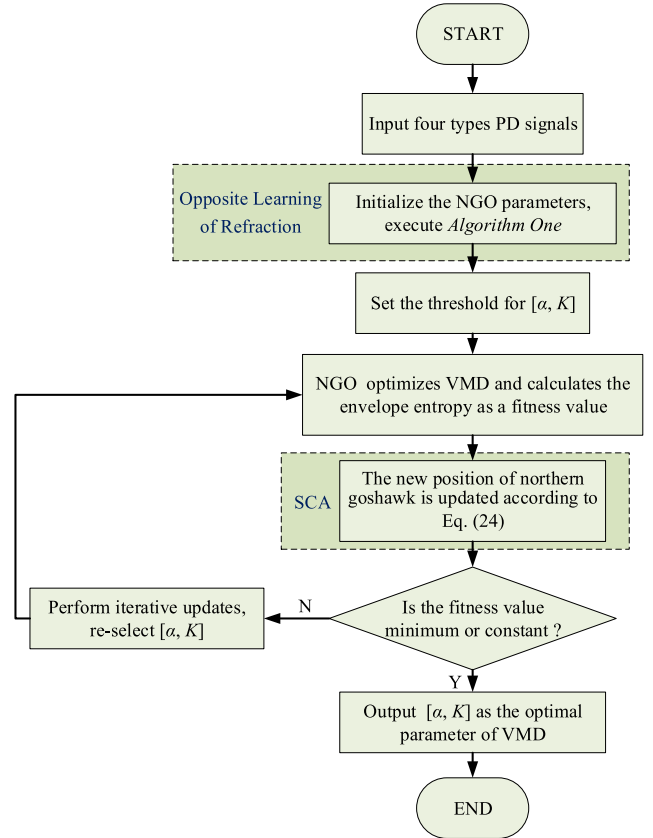 START
Input four types PD signals
Opposite Learning
of Refraction
Initialize the NGO parameters,
execute Algorithm One
Set the threshold for [α, K]
NGO optimizes VMD and calculates the
envelope entropy as a fitness value
SCA
The new position of northern
goshawk is updated according to
Eq. (24)
Is the fitness value
minimum or constant ?
N
Perform iterative updates,
re-select [α, K]
Y
Output [α, K] as the optimal
parameter of VMD
END